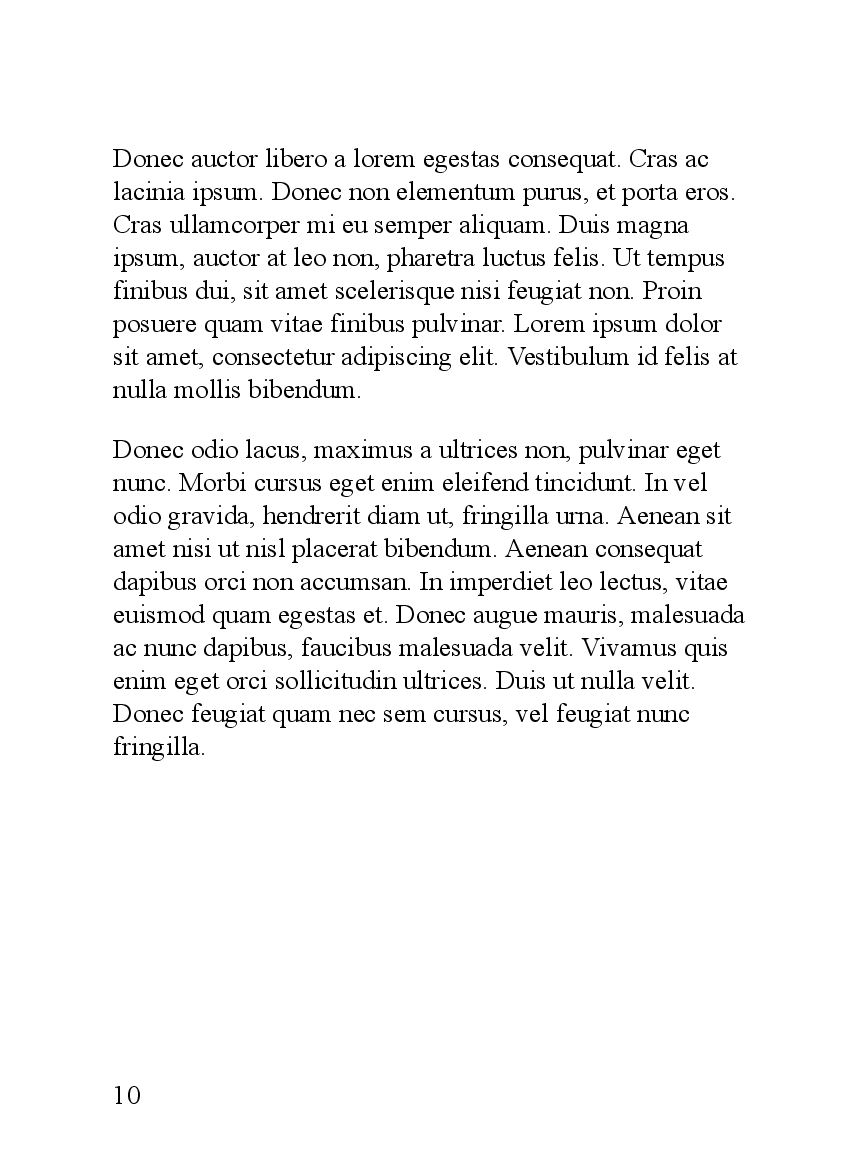 Donec auctor libero a lorem egestas consequat. Cras ac
lacinia ipsum. Donec non elementum purus, et porta eros.
Cras ullamcorper mi eu semper aliquam. Duis magna
ipsum, auctor at leo non, pharetra luctus felis. Ut tempus
finibus dui, sit amet scelerisque nisi feugiat non. Proin
posuere quam vitae finibus pulvinar. Lorem ipsum dolor
sit amet, consectetur adipiscing elit. Vestibulum id felis at
nulla mollis bibendum.
Donec odio lacus, maximus a ultrices non, pulvinar eget
nunc. Morbi cursus eget enim eleifend tincidunt. In vel
odio gravida, hendrerit diam ut, fringilla urna. Aenean sit
amet nisi ut nisl placerat bibendum. Aenean consequat
dapibus orci non accumsan. In imperdiet leo lectus, vitae
euismod quam egestas et. Donec augue mauris, malesuada
ac nunc dapibus, faucibus malesuada velit. Vivamus quis
enim eget orci sollicitudin ultrices. Duis ut nulla velit.
Donec feugiat quam nec sem cursus, vel feugiat nunc
fringilla.
10